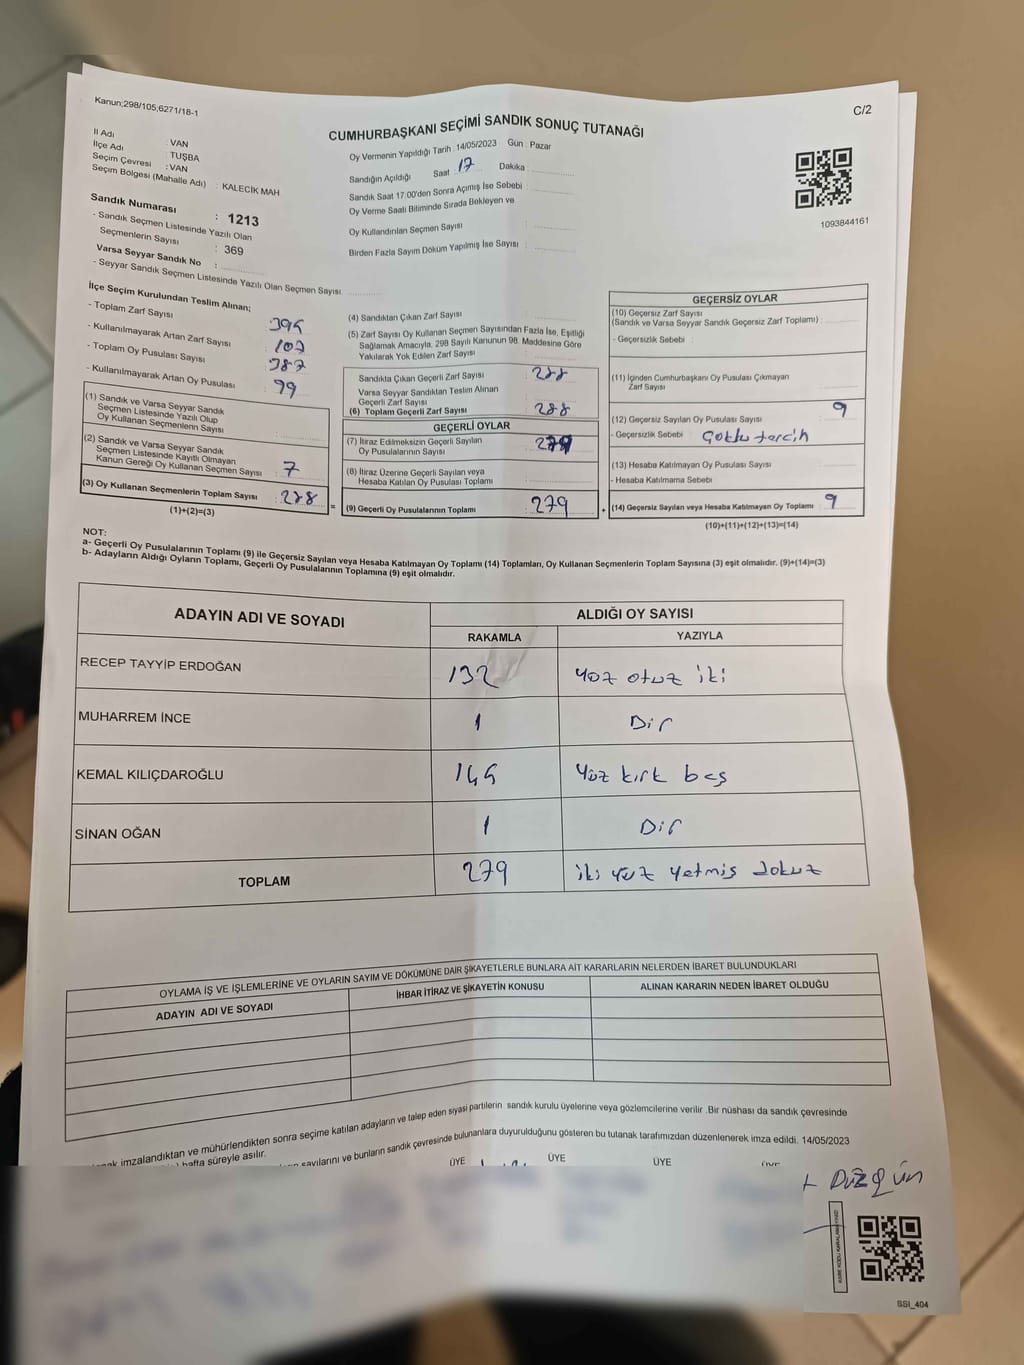 Kanun;298/105;6271/18-1
C/2
CUMHURBAŞKANI SEÇİMİ SANDIK SONUÇ TUTANAĞI
İl Adı : VAN
İlçe Adı : TUŞBA
Seçim Çevresi : VAN
Seçim Bölgesi (Mahalle Adı) : KALECİK MAH
Oy Vermenin Yapıldığı Tarih : 14/05/2023 Gün : Pazar
Sandığın Açıldığı Saat 17 Dakika :
Sandık Saat 17.00'den Sonra Açımış İse Sebebi :
Oy Verme Saati Bitiminde Sırada Bekleyen ve
Oy Kullandırılan Seçmen Sayısı :
Birden Fazla Sayım Döküm Yapılmış İse Sayısı :
1093844161
Sandık Numarası : 1213
- Sandık Seçmen Listesinde Yazılı Olan
Seçmenlerin Sayısı : 369
Varsa Seyyar Sandık No :
- Seyyar Sandık Seçmen Listesinde Yazılı Olan Seçmen Sayısı
İlçe Seçim Kurulundan Teslim Alınan;
- Toplam Zarf Sayısı :
- Kullanılmayarak Artan Zarf Sayısı :
- Toplam Oy Pusulası Sayısı : 387
- Kullanılmayarak Artan Oy Pusulası : 99
(1) Sandık ve Varsa Seyyar Sandık
Seçmen Listesinde Yazılı Olup
Oy Kullanan Seçmenlerin Sayısı :
(2) Sandık ve Varsa Seyyar Sandık
Seçmen Listesinde Kayıtlı Olmayan
Kanun Gereği Oy Kullanan Seçmen Sayısı : 7
(3) Oy Kullanan Seçmenlerin Toplam Sayısı : 288
(1)+(2)=(3)
(4) Sandıktan Çıkan Zarf Sayısı :
(5) Zarf Sayısı Oy Kullanan Seçmen Sayısından Fazla İse, Eşitliği
Sağlamak Amacıyla, 298 Sayılı Kanunun 98. Maddesine Göre
Yakılarak Yok Edilen Zarf Sayısı :
Sandıkta Çıkan Geçerli Zarf Sayısı : 288
Varsa Seyyar Sandıktan Teslim Alınan
Geçerli Zarf Sayısı
(6) Toplam Geçerli Zarf Sayısı : 288
GEÇERLİ OYLAR
(7) İtiraz Edilmeksizin Geçerli Sayılan
Oy Pusulalarının Sayısı : 279
(8) İtiraz Üzerine Geçerli Sayılan veya
Hesaba Katılan Oy Pusulası Toplamı :
= (9) Geçerli Oy Pusulalarının Toplamı : 279
GEÇERSİZ OYLAR
(10) Geçersiz Zarf Sayısı
(Sandık ve Varsa Seyyar Sandık Geçersiz Zarf Toplamı) :
- Geçersizlik Sebebi :
(11) İçinden Cumhurbaşkanı Oy Pusulası Çıkmayan
Zarf Sayısı
(12) Geçersiz Sayılan Oy Pusulası Sayısı : 9
- Geçersizlik Sebebi : Çoklu tercih
(13) Hesaba Katılmayan Oy Pusulası Sayısı
- Hesaba Katılmama Sebebi :
+ (14) Geçersiz Sayılan veya Hesaba Katılmayan Oy Toplamı : 9
(10)+(11)+(12)+(13)=(14)
NOT:
a- Geçerli Oy Pusulalarının Toplamı (9) ile Geçersiz Sayılan veya Hesaba Katılmayan Oy Toplamı (14) Toplamları, Oy Kullanan Seçmenlerin Toplam Sayısına (3) eşit olmalıdır. (9)+(14)=(3)
b- Adayların Aldığı Oyların Toplamı, Geçerli Oy Pusulalarının Toplamına (9) eşit olmalıdır.
ADAYIN ADI VE SOYADI ALDIĞI OY SAYISI
RAKAMLA YAZIYLA
RECEP TAYYİP ERDOĞAN 132 yüz otuz iki
MUHARREM İNCE 1 Bir
KEMAL KILIÇDAROĞLU 145 yüz kırk beş
SİNAN OĞAN 1 Bir
TOPLAM 279 iki yüz yetmiş dokuz
OYLAMA İŞ VE İŞLEMLERİNE VE OYLARIN SAYIM VE DÖKÜMÜNE DAİR ŞİKAYETLERLE BUNLARA AİT KARARLARIN NELERDEN İBARET BULUNDUKLARI
ADAYIN ADI VE SOYADI İHBAR İTİRAZ VE ŞİKAYETİN KONUSU ALINAN KARARIN NEDEN İBARET OLDUĞU
imzalandıktan ve mühürlendikten sonra seçime katılan adayların ve talep eden siyasi partilerin sandık kurulu üyelerine veya gözlemcilerine verilir .Bir nüshası da sandık çevresinde
hafta süreyle asılır.
sayılarını ve bunların sandık çevresinde bulunanlara duyurulduğunu gösteren bu tutanak tarafımızdan düzenlenerek imza edildi. 14/05/2023
ÜYE ÜYE ÜYE
DÜZGÜN
SSI_404